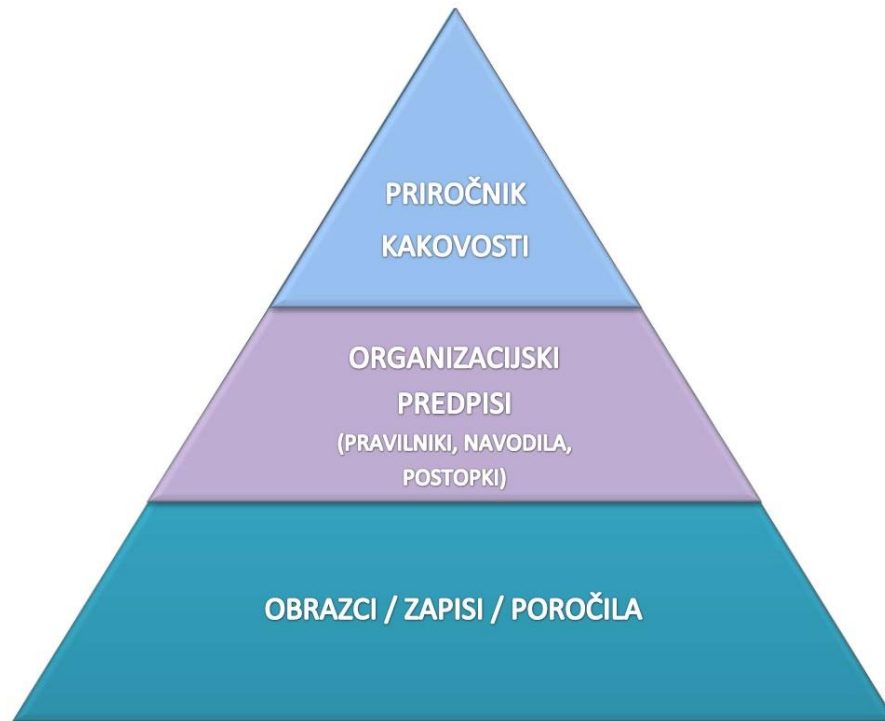 PRIROČNIK
KAKOVOSTI
ORGANIZACIJSKI
PREDPISI
(PRAVILNIKI, NAVODILA,
POSTOPKI)
OBRAZCI / ZAPISI / POROČILA